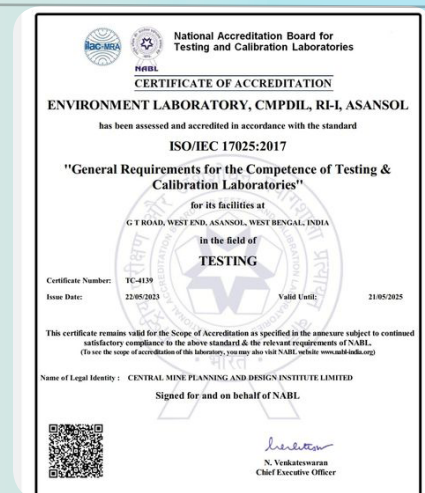 ilac-MRA
NABL
National Accreditation Board for
Testing and Calibration Laboratories
CERTIFICATE OF ACCREDITATION
ENVIRONMENT LABORATORY, CMPDIL, RI-I, ASANSOL
has been assessed and accredited in accordance with the standard
ISO/IEC 17025:2017
"General Requirements for the Competence of Testing &
Calibration Laboratories"
for its facilities at
G T ROAD, WEST END, ASANSOL, WEST BENGAL, INDIA
in the field of
TESTING
Certificate Number: TC-4139
Issue Date: 22/05/2023 Valid Until: 21/05/2025
This certificate remains valid for the Scope of Accreditation as specified in the annexure subject to continued
satisfactory compliance to the above standard & the relevant requirements of NABL.
(To see the scope of accreditation of this laboratory, you may also visit NABL website www.nabl-india.org)
Name of Legal Identity : CENTRAL MINE PLANNING AND DESIGN INSTITUTE LIMITED
Signed for and on behalf of NABL
N. Venkateswaran
Chief Executive Officer